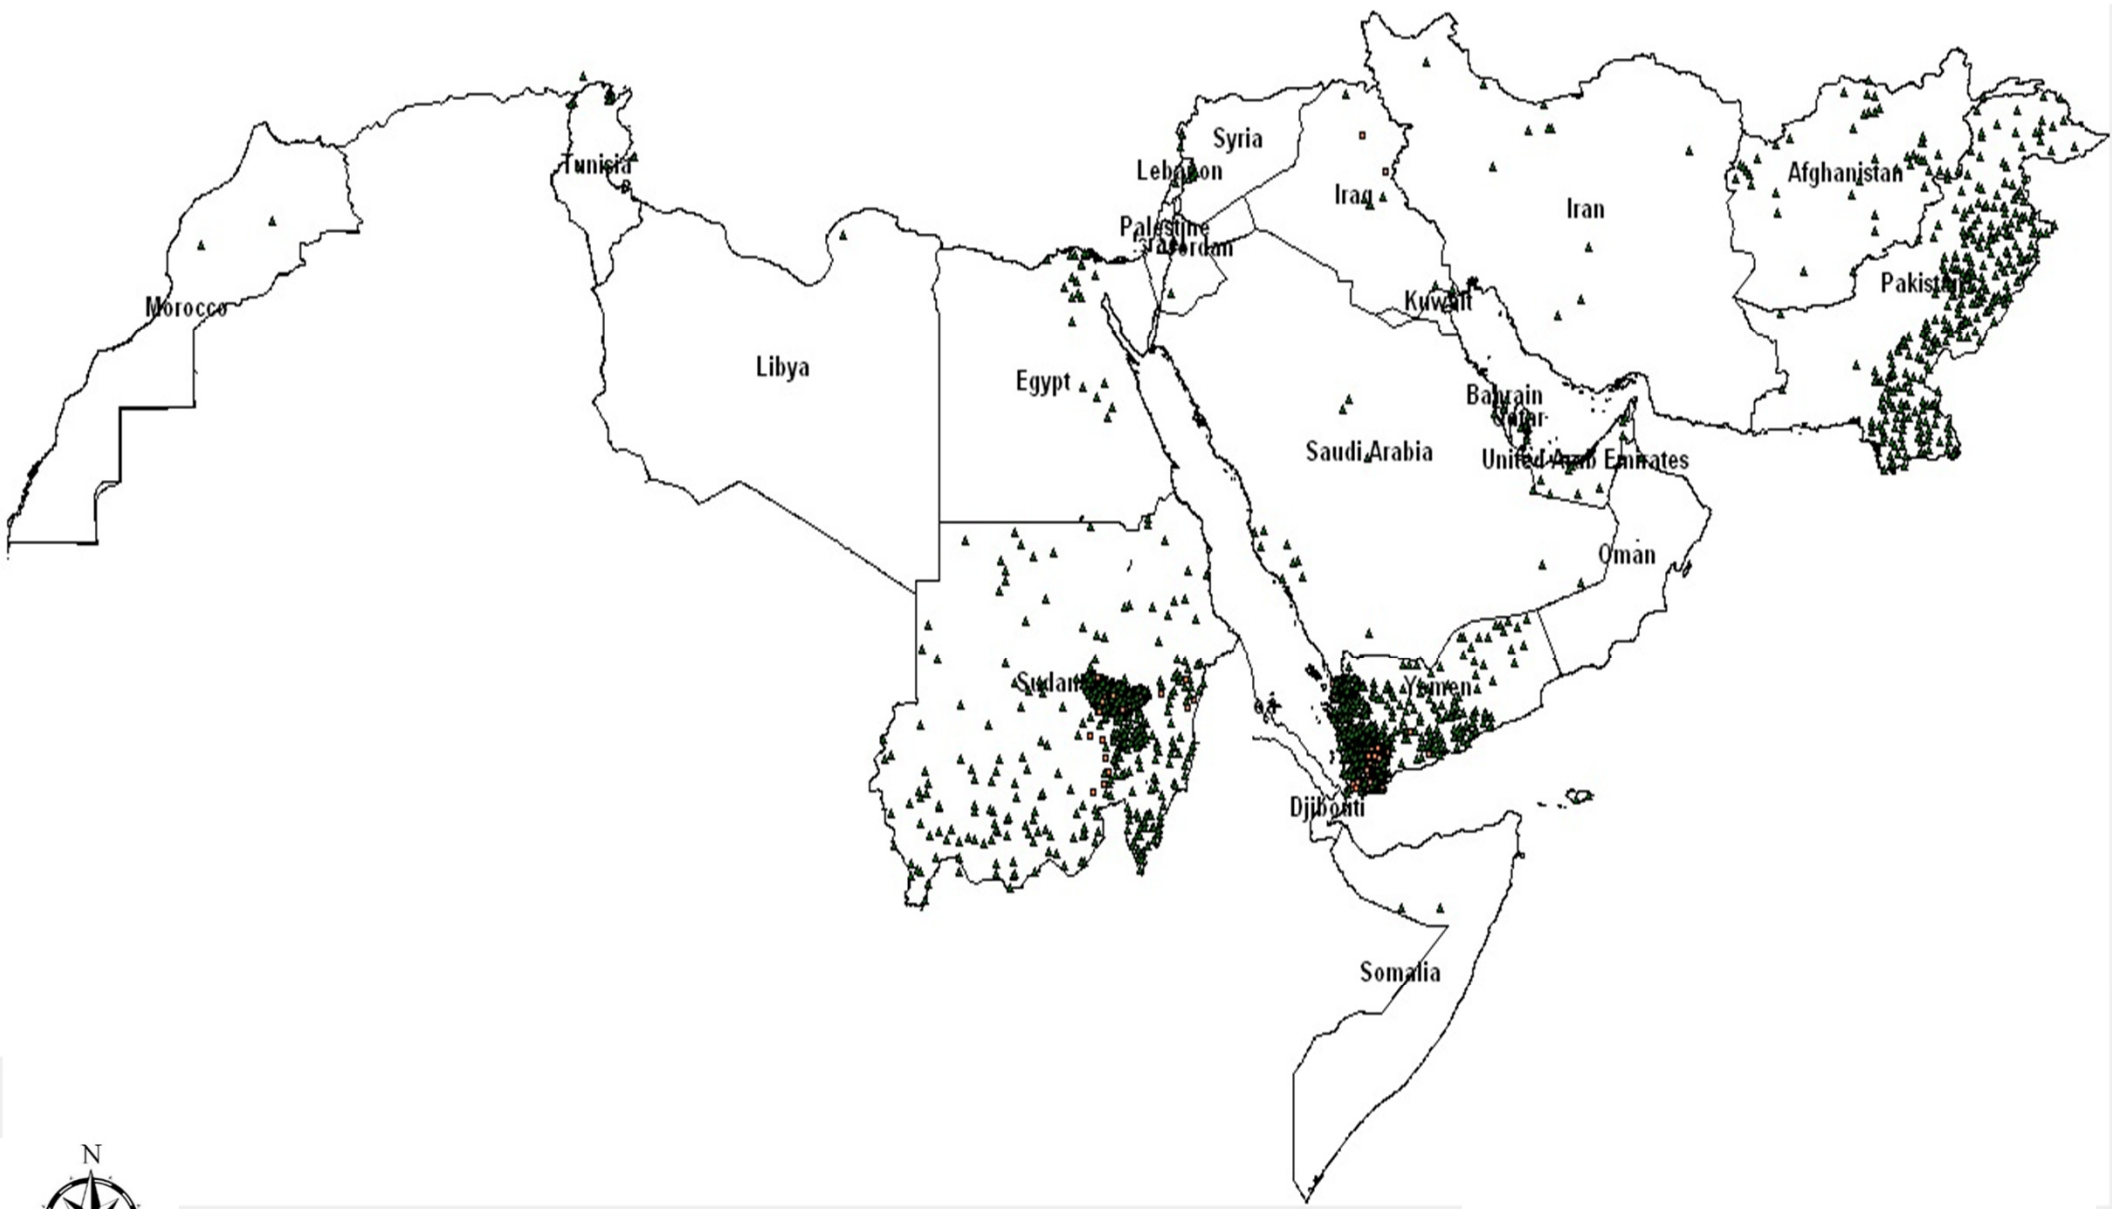 Syria
Tunisia
Lebanon
Afghanistan
Iraq
Iran
Palestine
Jordan
Pakistan
Morocco
Kuwait
Libya
Egypt
Bahrain
Qatar
Saudi Arabia
United Arab Emirates
Oman
Sudan
Yemen
Djibouti
Somalia
N